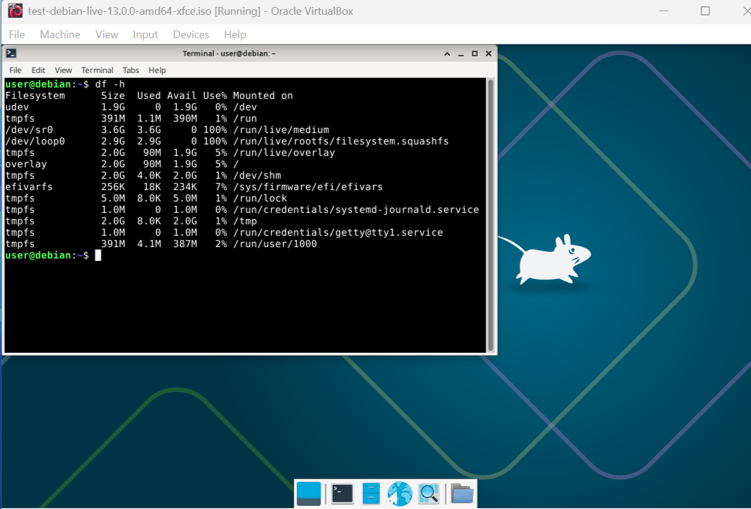 test-debian-live-13.0.0-amd64-xfce.iso [Running] - Oracle VirtualBox
File Machine View Input Devices Help
Terminal - user@debian: ~
File Edit View Terminal Tabs Help
user@debian:~$ df -h
Filesystem      Size  Used Avail Use% Mounted on
udev            1.9G     0  1.9G   0% /dev
tmpfs           391M  1.1M  390M   1% /run
/dev/sr0        3.6G  3.6G     0 100% /run/live/medium
/dev/loop0      2.9G  2.9G     0 100% /run/live/rootfs/filesystem.squashfs
tmpfs           2.0G   90M  1.9G   5% /run/live/overlay
overlay         2.0G   90M  1.9G   5% /
tmpfs           2.0G  4.0K  2.0G   1% /dev/shm
efivarfs        256K   18K  234K   7% /sys/firmware/efi/efivars
tmpfs           5.0M  8.0K  5.0M   1% /run/lock
tmpfs           1.0M     0  1.0M   0% /run/credentials/systemd-journald.service
tmpfs           2.0G  8.0K  2.0G   1% /tmp
tmpfs           1.0M     0  1.0M   0% /run/credentials/getty@tty1.service
tmpfs           391M  4.1M  387M   2% /run/user/1000
user@debian:~$